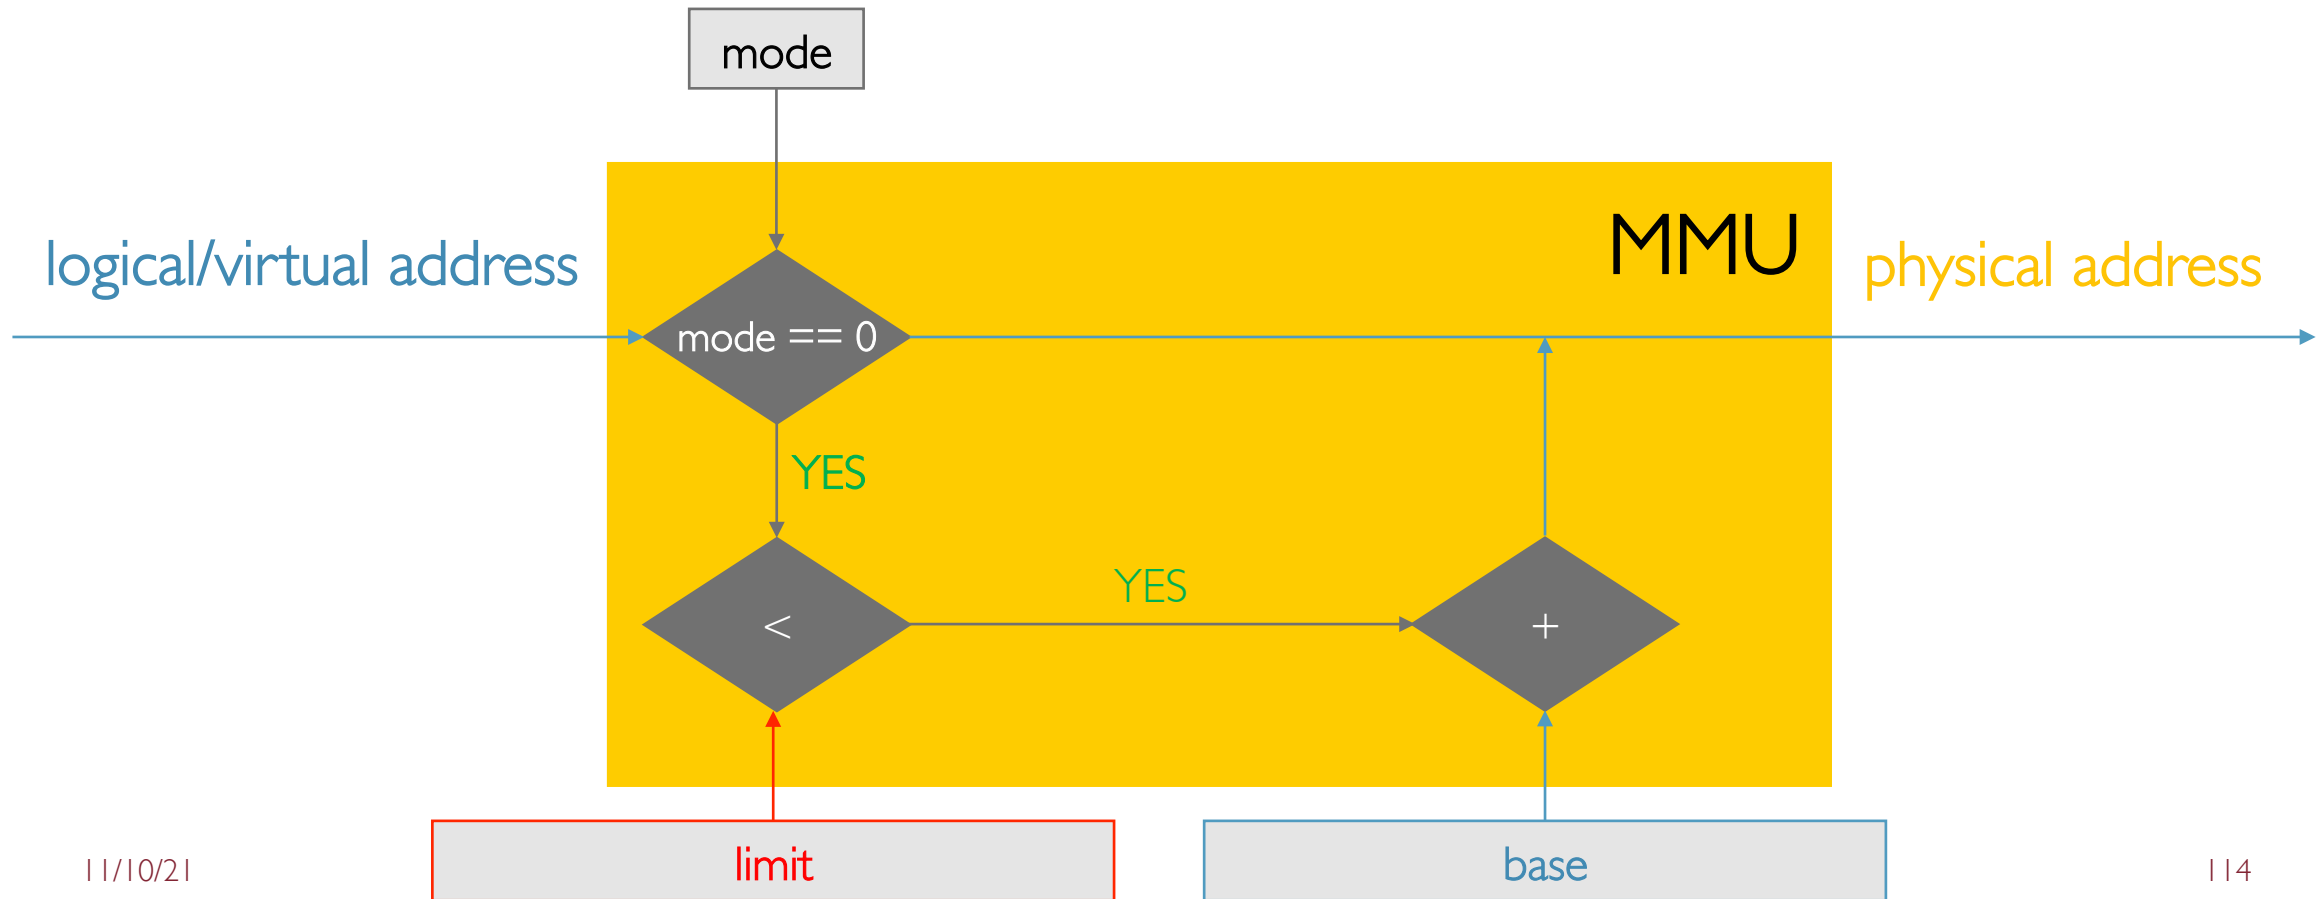 mode
MMU
logical/virtual address
physical address
mode == 0
YES
YES
<
+
limit
base
11/10/21
114